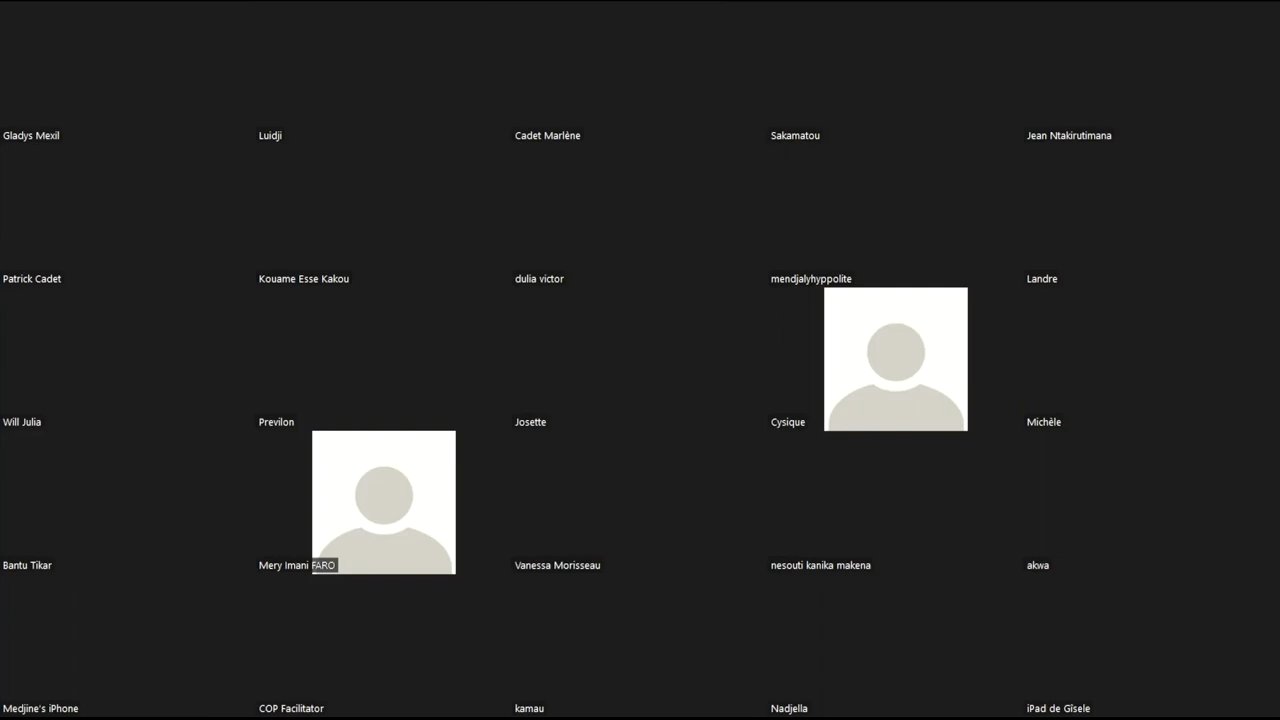 Gladys Mexil
Luidji
Cadet Marlène
Sakamatou
Jean Ntakirutimana
Patrick Cadet
Kouame Esse Kakou
dulia victor
mendjalyhyppolite
Landre
Will Julia
Previlon
Josette
Cysique
Michèle
Bantu Tikar
Mery Imani FARO
Vanessa Morisseau
nesouti kanika makena
akwa
Medjine's iPhone
COP Facilitator
kamau
Nadjella
iPad de Gisele